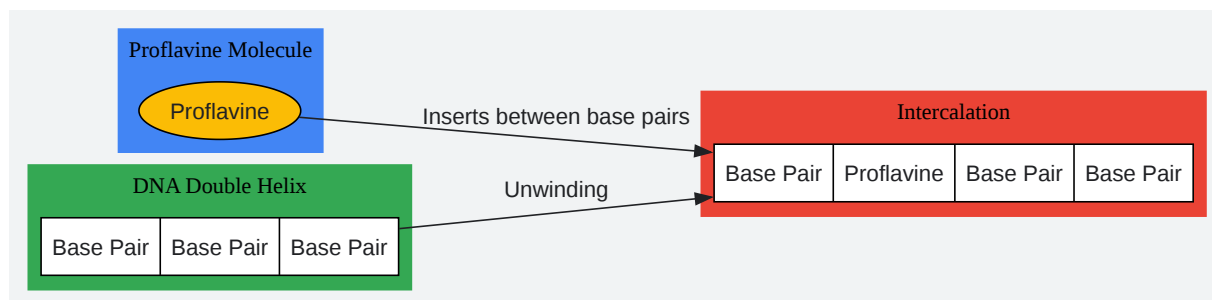 Proflavine Molecule
Proflavine
Inserts between base pairs
Intercalation
Base Pair
Proflavine
Base Pair
Base Pair
DNA Double Helix
Unwinding
Base Pair
Base Pair
Base Pair